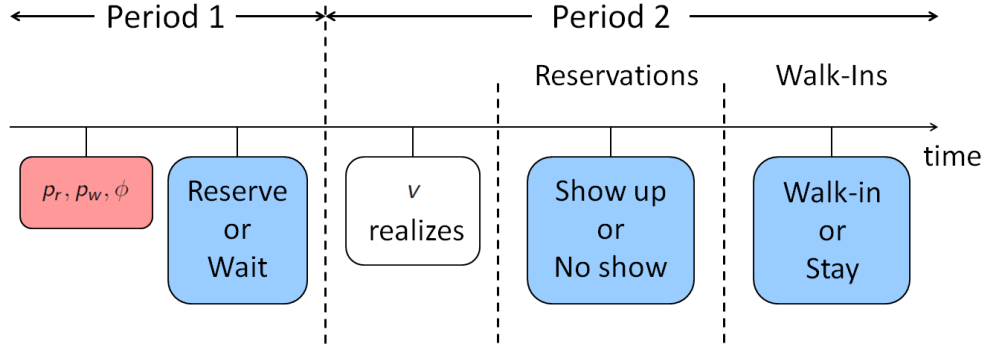 Period 1
Period 2
Reservations
Walk-Ins
time
p_r, p_w, ϕ
Reserve
or
Wait
v
realizes
Show up
or
No show
Walk-in
or
Stay